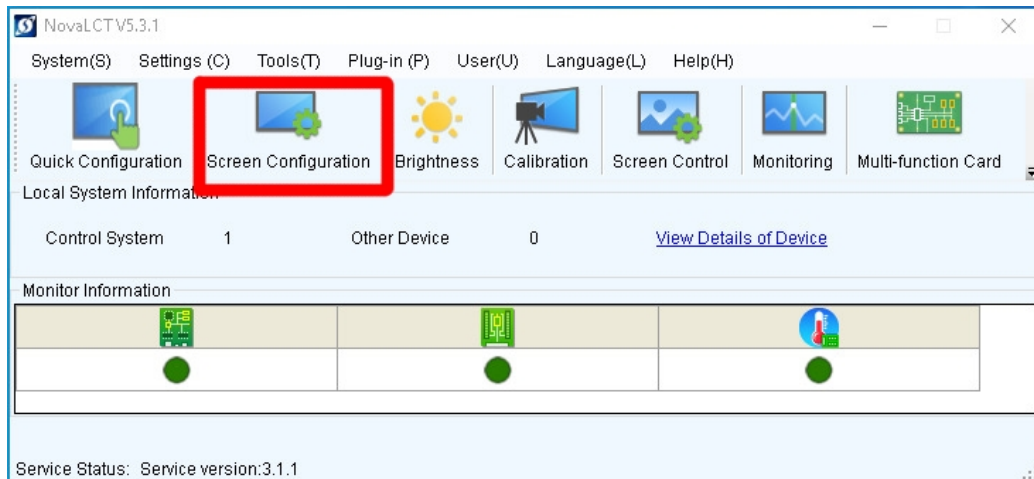 NovaLCT V5.3.1
System(S) Settings (C) Tools(T) Plug-in (P) User(U) Language(L) Help(H)
Quick Configuration Screen Configuration Brightness Calibration Screen Control Monitoring Multi-function Card
Local System Information
Control System 1 Other Device 0 View Details of Device
Monitor Information
Service Status: Service version:3.1.1